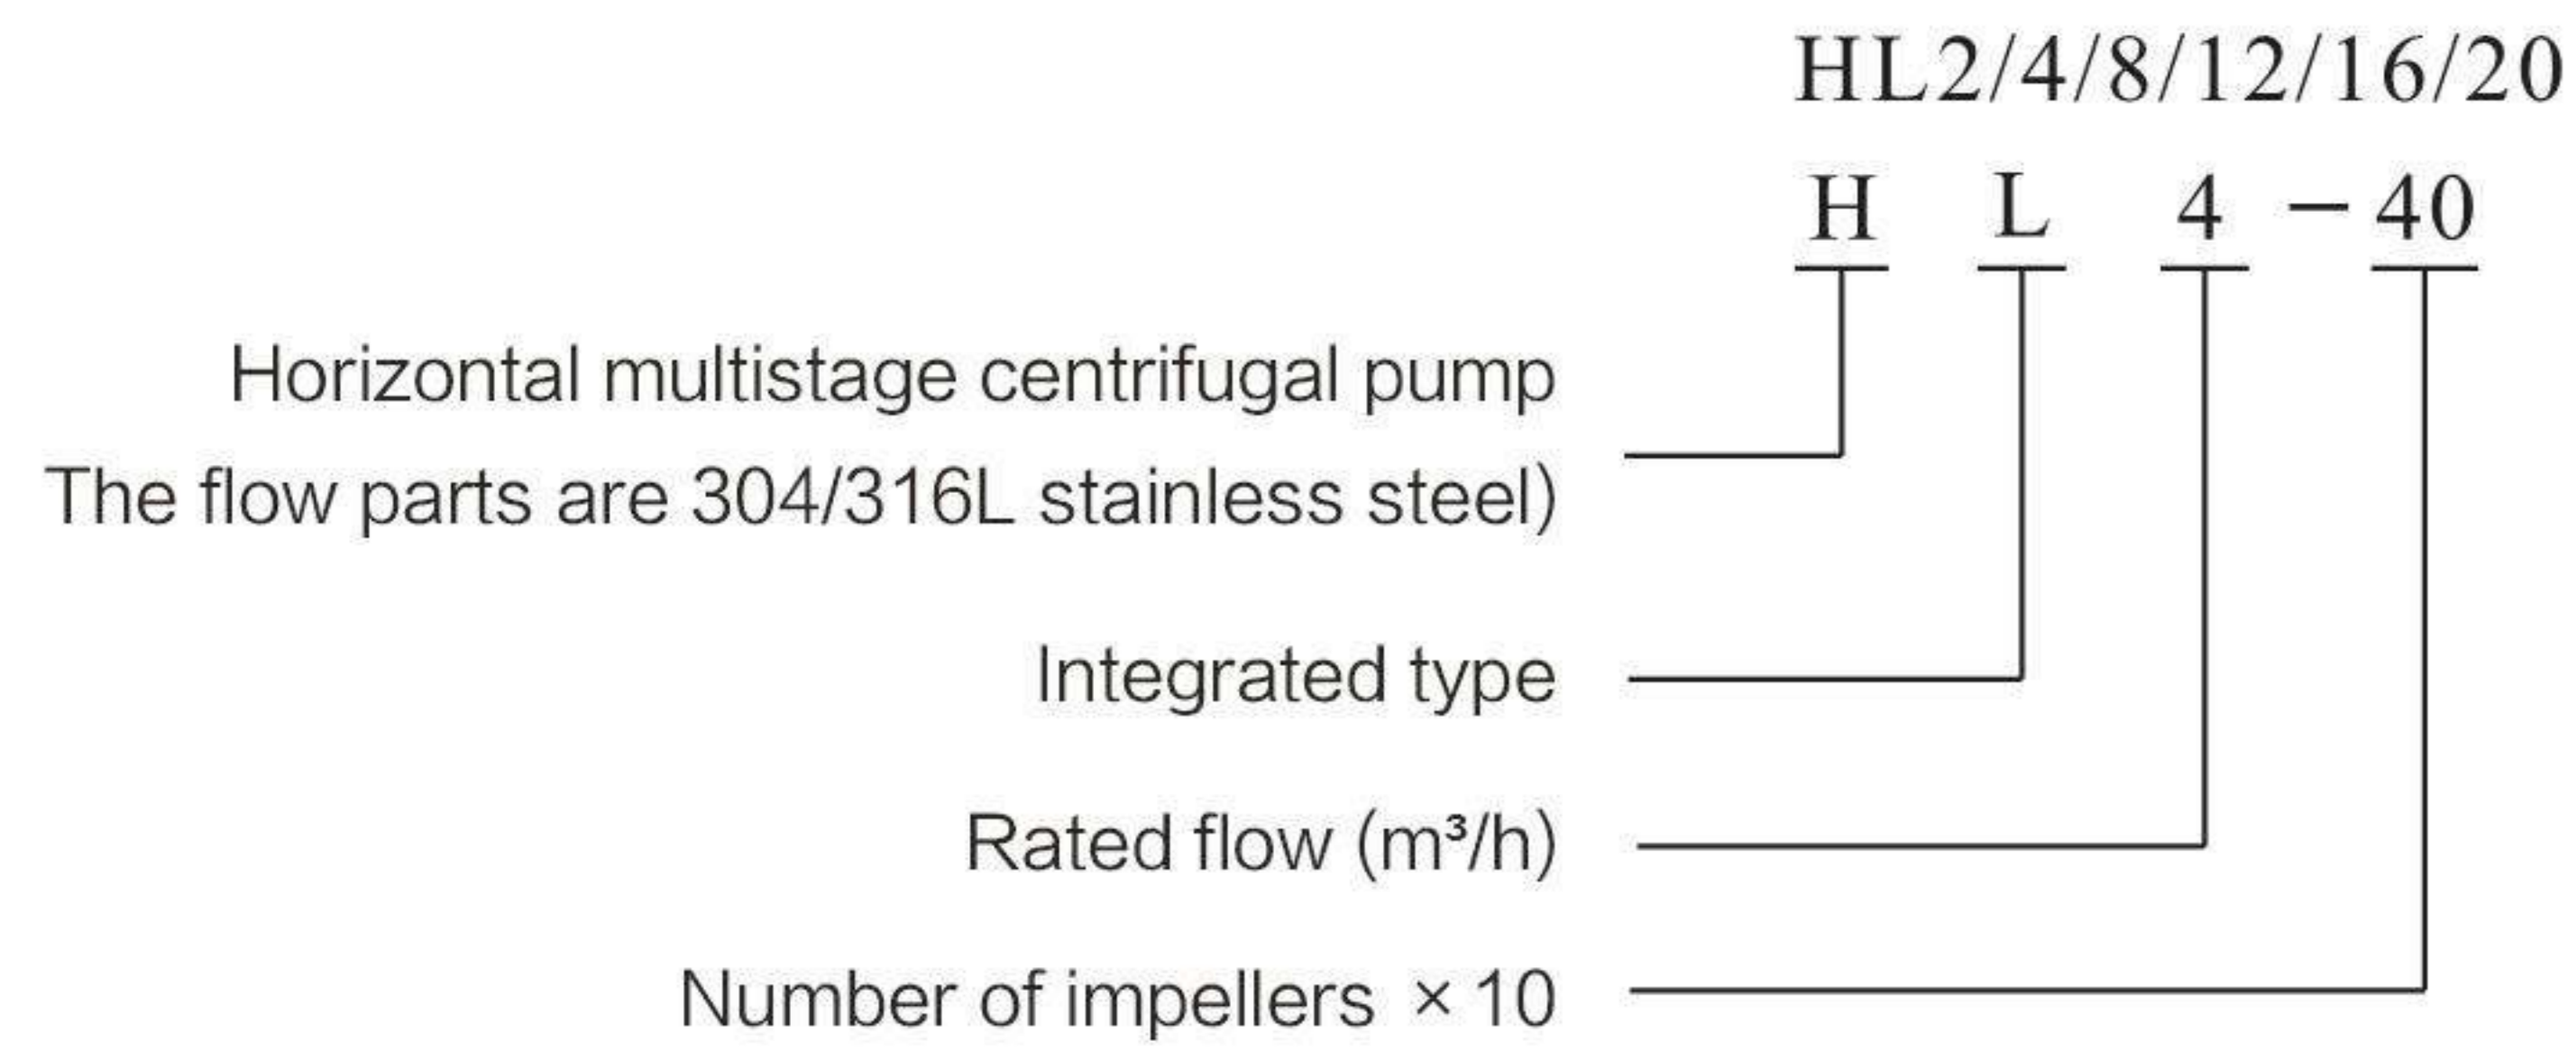 HL2/4/8/12/16/20
H L 4 – 40
Horizontal multistage centrifugal pump
The flow parts are 304/316L stainless steel)
Integrated type
Rated flow (m³/h)
Number of impellers × 10